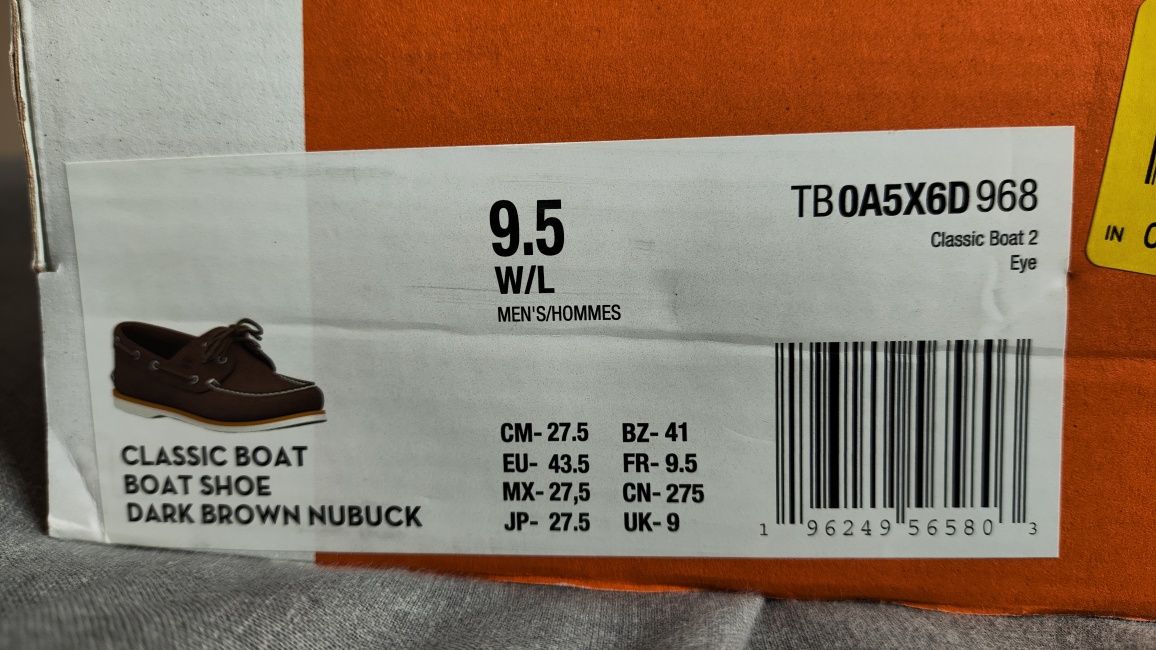 9.5
W/L
MEN'S/HOMMES
TB0A5X6D968
Classic Boat 2
Eye
CLASSIC BOAT
BOAT SHOE
DARK BROWN NUBUCK
CM- 27.5 BZ- 41
EU- 43.5 FR- 9.5
MX- 27,5 CN- 275
JP- 27.5 UK- 9
1 96249 56580 3
IN